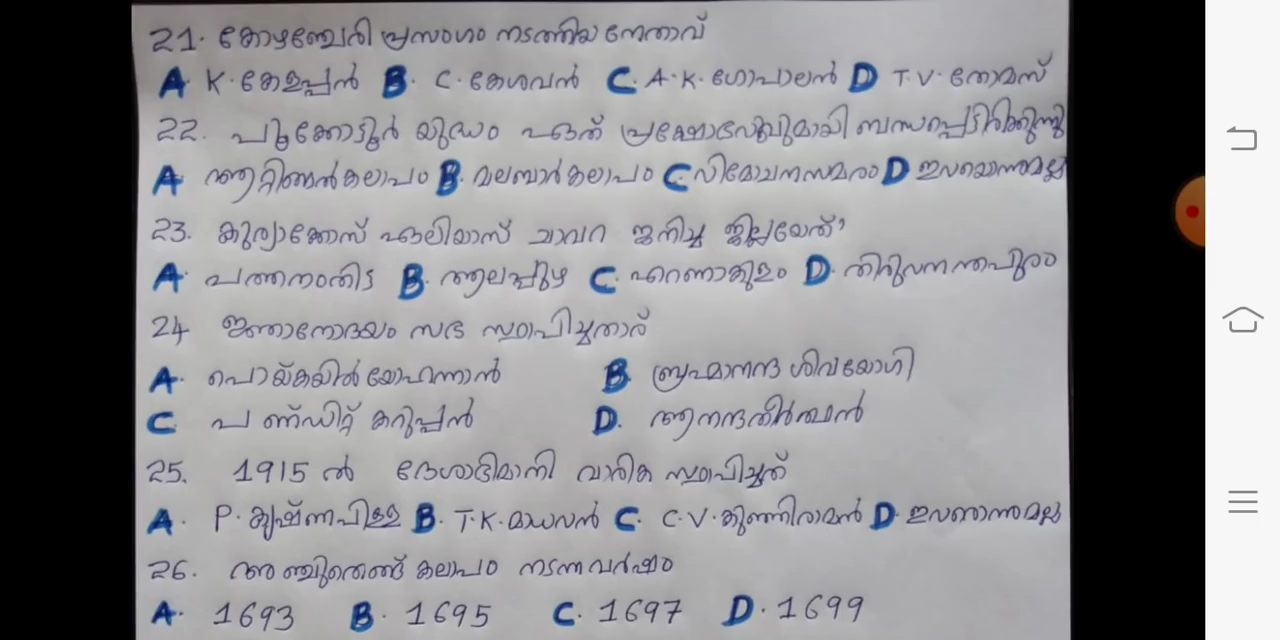 21. കോഴഞ്ചേരി പ്രസംഗം നടത്തിയ നേതാവ്
A. K. കേളപ്പൻ B. C. കേശവൻ C. A. K. ഗോപാലൻ D T. V. തോമസ്
22. പൂക്കോട്ടൂർ യുദ്ധം ഏത് പ്രക്ഷോഭവുമായി ബന്ധപ്പെട്ടിരിക്കുന്നു
A ആറ്റിങ്ങൽ കലാപം B. മലബാർ കലാപം C വിമോചനസമരം D ഇവയൊന്നുമല്ല
23. കുര്യാക്കോസ് ഏലിയാസ് ചാവറ ജനിച്ച ജില്ലയേത്
A. പത്തനംതിട്ട B. ആലപ്പുഴ C. എറണാകുളം D. തിരുവനന്തപുരം
24 ജ്ഞാനോദയം സഭ സ്ഥാപിച്ചതാര്
A. പൊയ്കയിൽ യോഹന്നാൻ B. ബ്രഹ്മാനന്ദ ശിവയോഗി
C പണ്ഡിറ്റ് കറുപ്പൻ D. ആനന്ദതീർത്ഥൻ
25. 1915 ൽ ദേശാഭിമാനി വാരിക സ്ഥാപിച്ചത്
A. P. കൃഷ്ണപിള്ള B. T. K. മാധവൻ C. C. V. കുഞ്ഞിരാമൻ D. ഇവരൊന്നുമല്ല
26. അഞ്ചുതെങ്ങ് കലാപം നടന്ന വർഷം
A. 1693 B. 1695 C. 1697 D. 1699